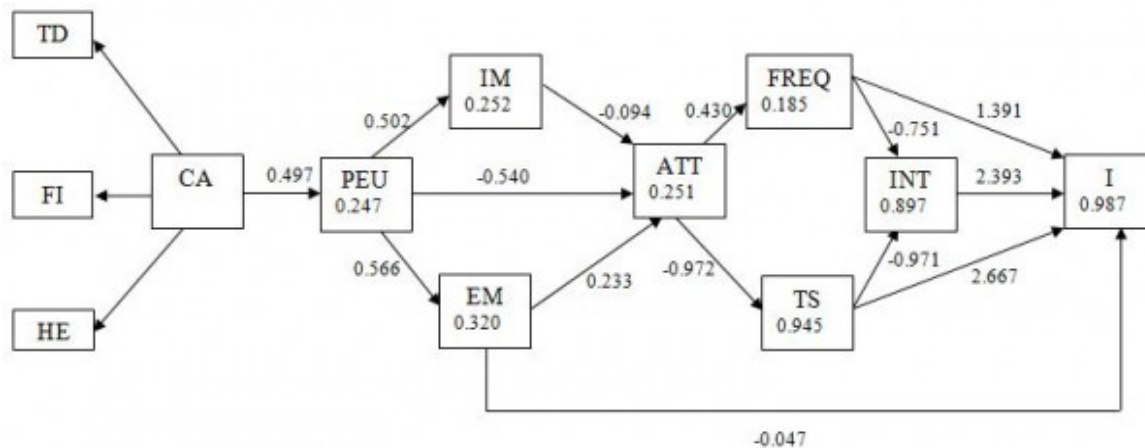 TD
IM
0.252
FREQ
0.185
0.502
-0.094
0.430
1.391
-0.751
FI
CA
0.497
PEU
0.247
-0.540
ATT
0.251
INT
0.897
2.393
I
0.987
0.566
0.233
-0.972
-0.971
2.667
HE
EM
0.320
TS
0.945
-0.047